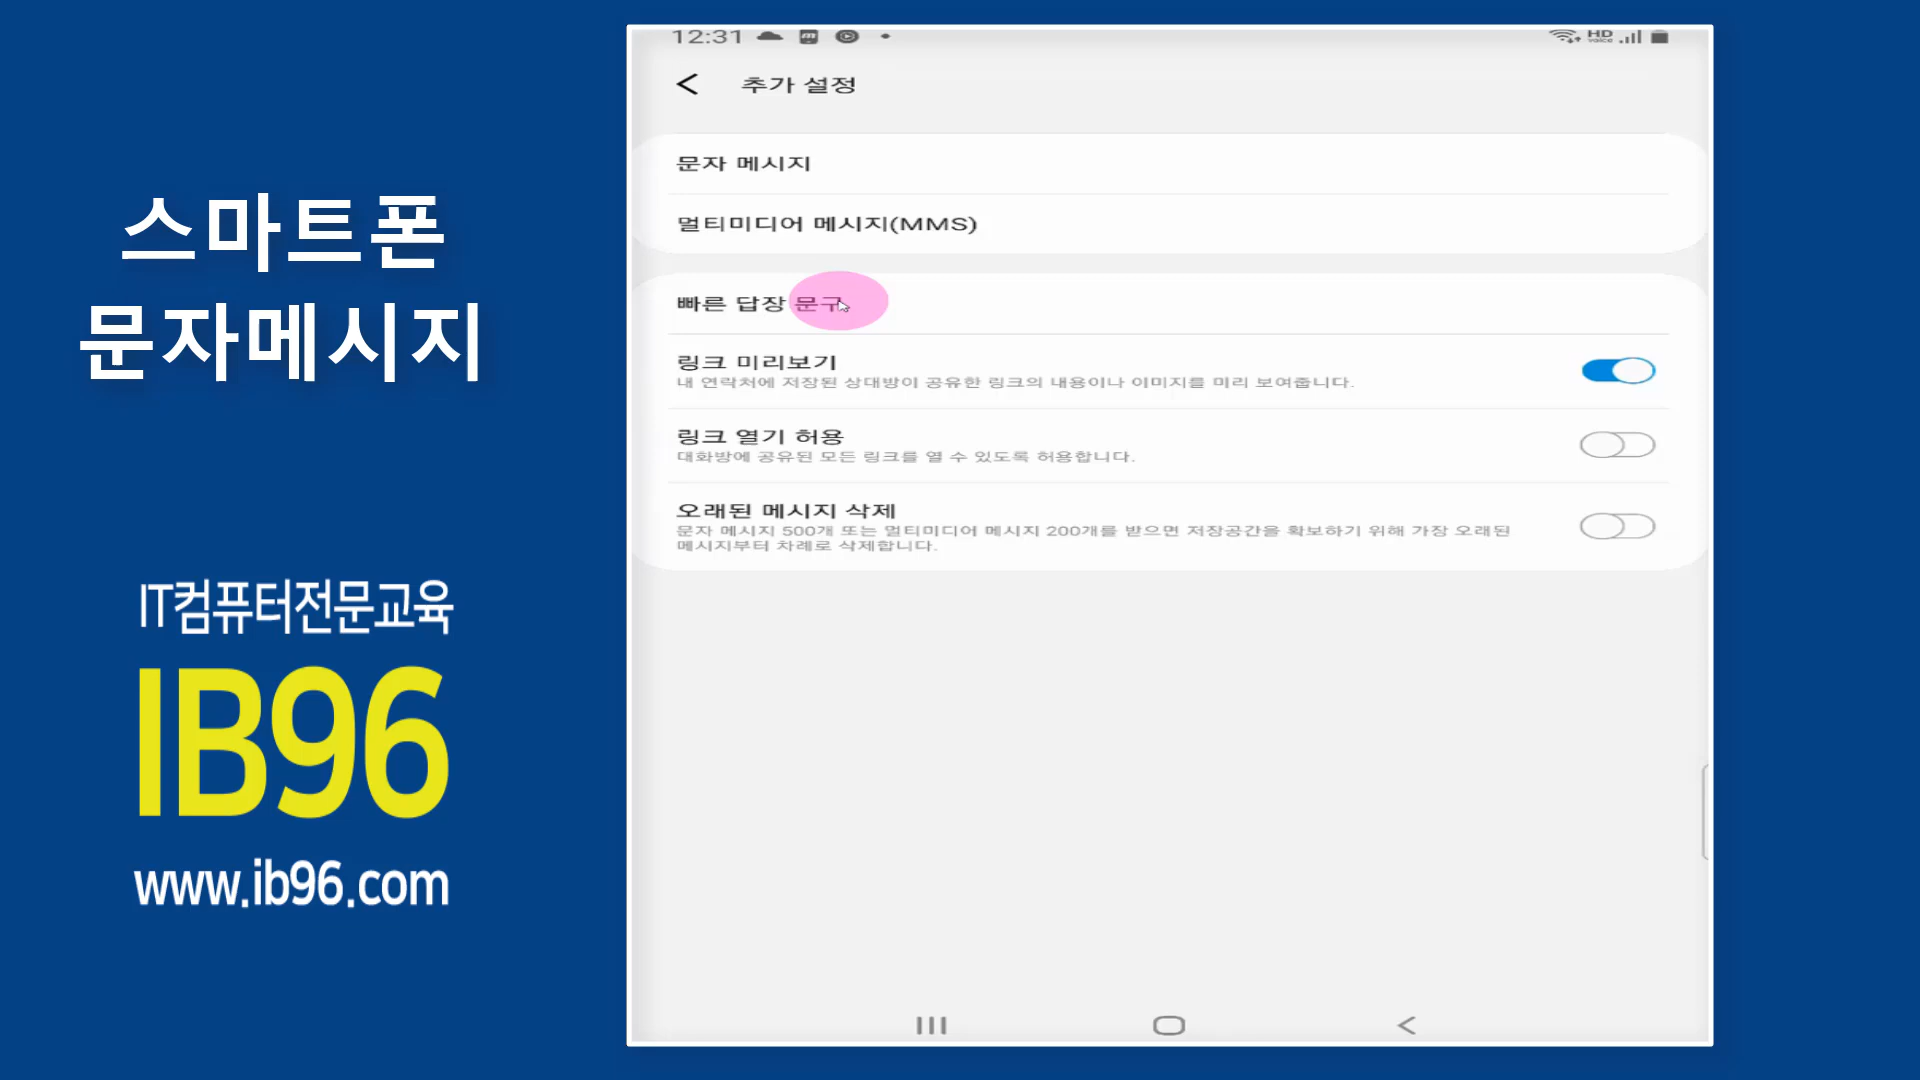 스마트폰
문자메시지
IT컴퓨터전문교육
IB96
www.ib96.com
12:31
HD
voice
추가 설정
문자 메시지
멀티미디어 메시지(MMS)
빠른 답장 문구
링크 미리보기
내 연락처에 저장된 상대방이 공유한 링크의 내용이나 이미지를 미리 보여줍니다.
링크 열기 허용
대화방에 공유된 모든 링크를 열 수 있도록 허용합니다.
오래된 메시지 삭제
문자 메시지 500개 또는 멀티미디어 메시지 200개를 받으면 저장공간을 확보하기 위해 가장 오래된
메시지부터 차례로 삭제합니다.